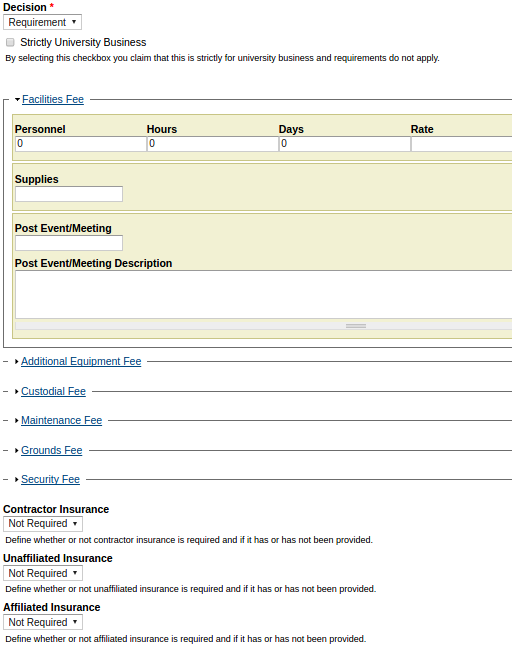 Decision *
Requirement
Strictly University Business
By selecting this checkbox you claim that this is strictly for university business and requirements do not apply.
Facilities Fee
Personnel Hours Days Rate
0 0 0
Supplies
Post Event/Meeting
Post Event/Meeting Description
Additional Equipment Fee
Custodial Fee
Maintenance Fee
Grounds Fee
Security Fee
Contractor Insurance
Not Required
Define whether or not contractor insurance is required and if it has or has not been provided.
Unaffiliated Insurance
Not Required
Define whether or not unaffiliated insurance is required and if it has or has not been provided.
Affiliated Insurance
Not Required
Define whether or not affiliated insurance is required and if it has or has not been provided.